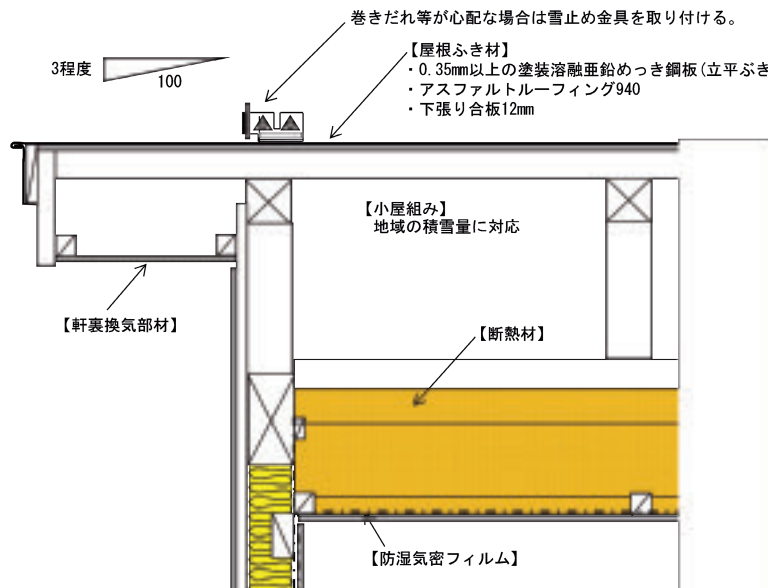 巻きだれ等が心配な場合は雪止め金具を取り付ける。
3程度
100
【屋根ふき材】
・0.35mm以上の塗装溶融亜鉛めっき鋼板(立平ぶき
・アスファルトルーフィング940
・下張り合板12mm
【小屋組み】
地域の積雪量に対応
【軒裏換気部材】
【断熱材】
【防湿気密フィルム】